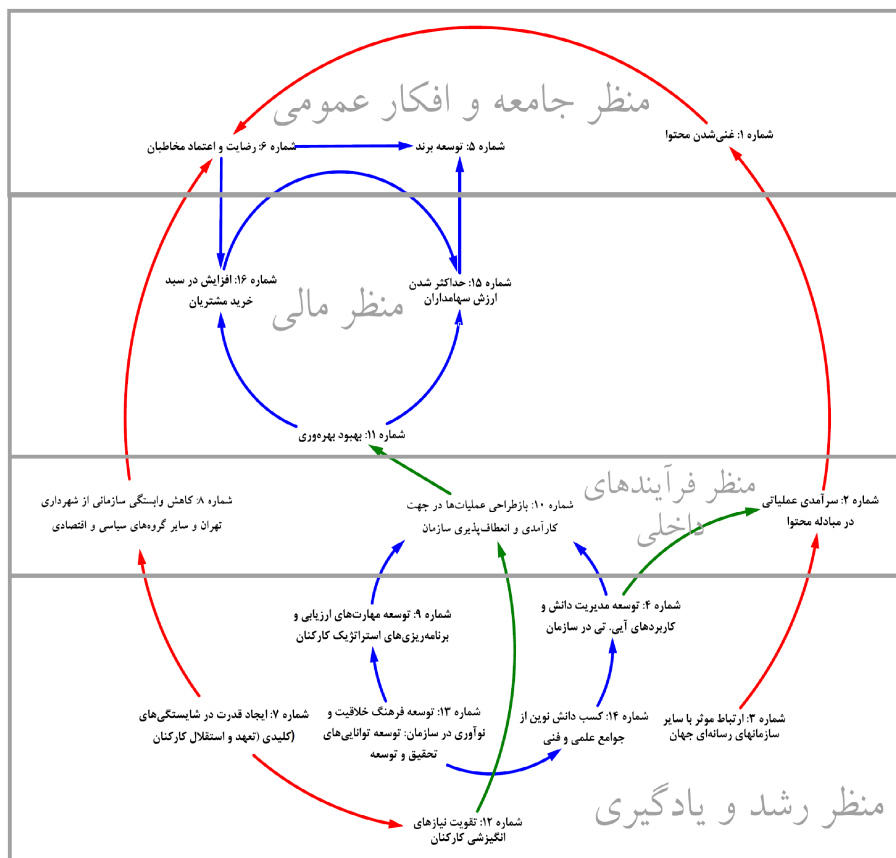 منظر جامعه و افکار عمومی
شماره ۱: غنی‌شدن محتوا
شماره ۵: توسعه برند
شماره ۶: رضایت و اعتماد مخاطبان
شماره ۱۵: حداکثر شدن
ارزش سهامداران
شماره ۱۶: افزایش در سبد
خرید مشتریان
منظر مالی
شماره ۱۱: بهبود بهره‌وری
منظر فرآیندهای
داخلی
شماره ۲: سرآمدی عملیاتی
در مبادله محتوا
شماره ۱۰: بازطراحی عملیات‌ها در جهت
کارآمدی و انعطاف‌پذیری سازمان
شماره ۸: کاهش وابستگی سازمانی از شهرداری
تهران و سایر گروه‌های سیاسی و اقتصادی
شماره ۴: توسعه مدیریت دانش و
کاربردهای آیی. تی در سازمان
شماره ۹: توسعه مهارت‌های ارزیابی و
برنامه‌ریزی‌های استراتژیک کارکنان
شماره ۳: ارتباط موثر با سایر
سازمانهای رسانه‌ای جهان
شماره ۱۴: کسب دانش نوین از
جوامع علمی و فنی
شماره ۱۳: توسعه فرهنگ خلاقیت و
نوآوری در سازمان: توسعه توانایی‌های
تحقیق و توسعه
شماره ۷: ایجاد قدرت در شایستگی‌های
کلیدی (تعهد و استقلال کارکنان)
منظر رشد و یادگیری
شماره ۱۲: تقویت نیازهای
انگیزشی کارکنان